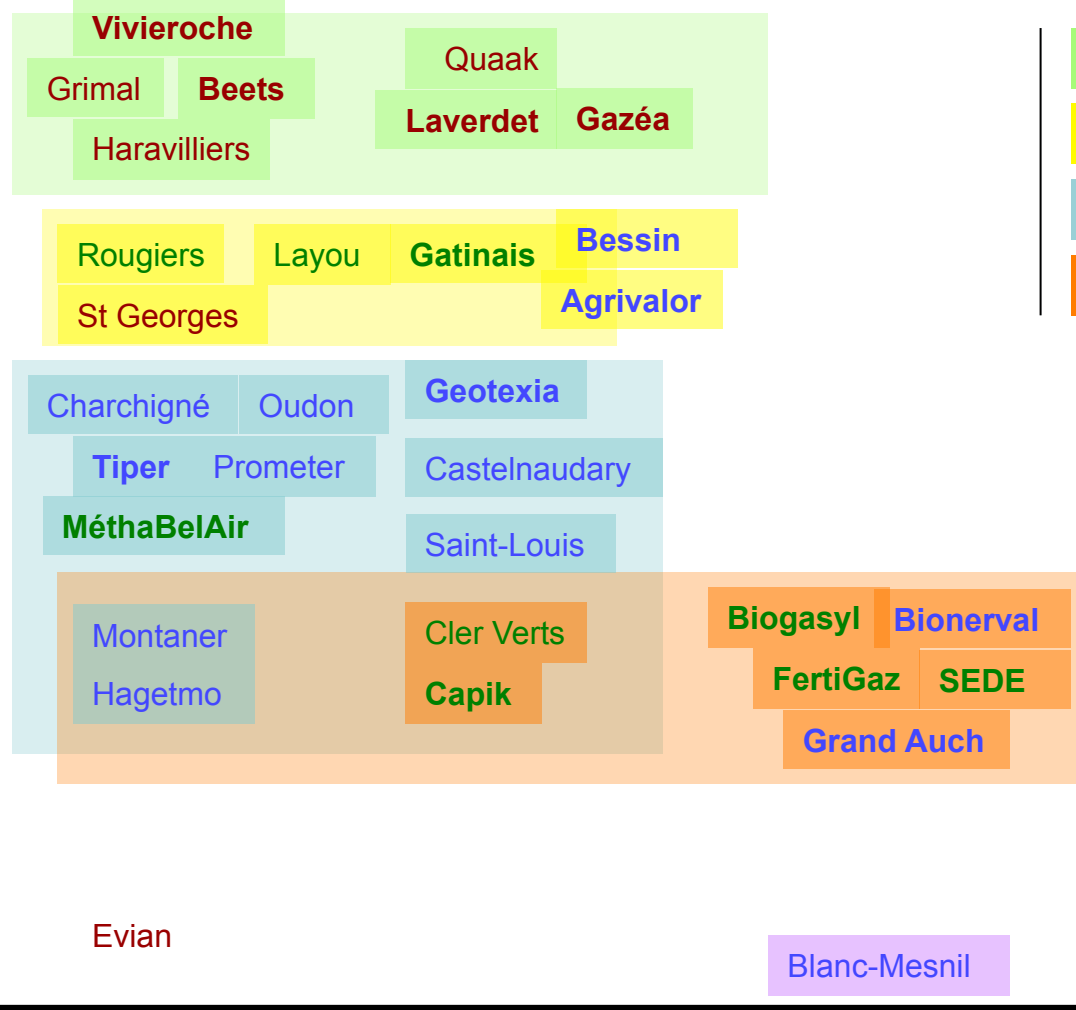 Vivieroche
Quaak
Grimal Beets
Laverdet Gazéa
Haravilliers
Rougiers Layou Gatinais Bessin
St Georges Agrivalor
Charchigné Oudon Geotexia
Tiper Prometer Castelnaudary
MéthaBelAir
Saint-Louis
Montaner Cler Verts Biogasyl Bionerval
Hagetmo Capik FertiGaz SEDE
Grand Auch
Evian
Blanc-Mesnil